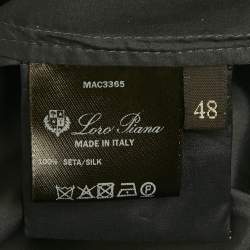 MAC3365
48
Loro Piana
MADE IN ITALY
100% SETA/SILK